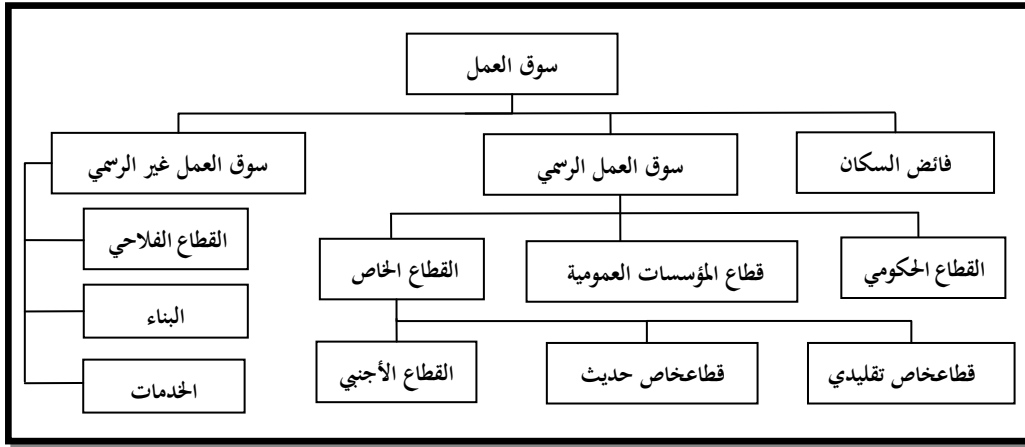 سوق العمل
فائض السكان
سوق العمل الرسمي
سوق العمل غير الرسمي
القطاع الحكومي
قطاع المؤسسات العمومية
القطاع الخاص
القطاع الفلاحي
البناء
الخدمات
قطاعخاص تقليدي
قطاعخاص حديث
القطاع الأجنبي